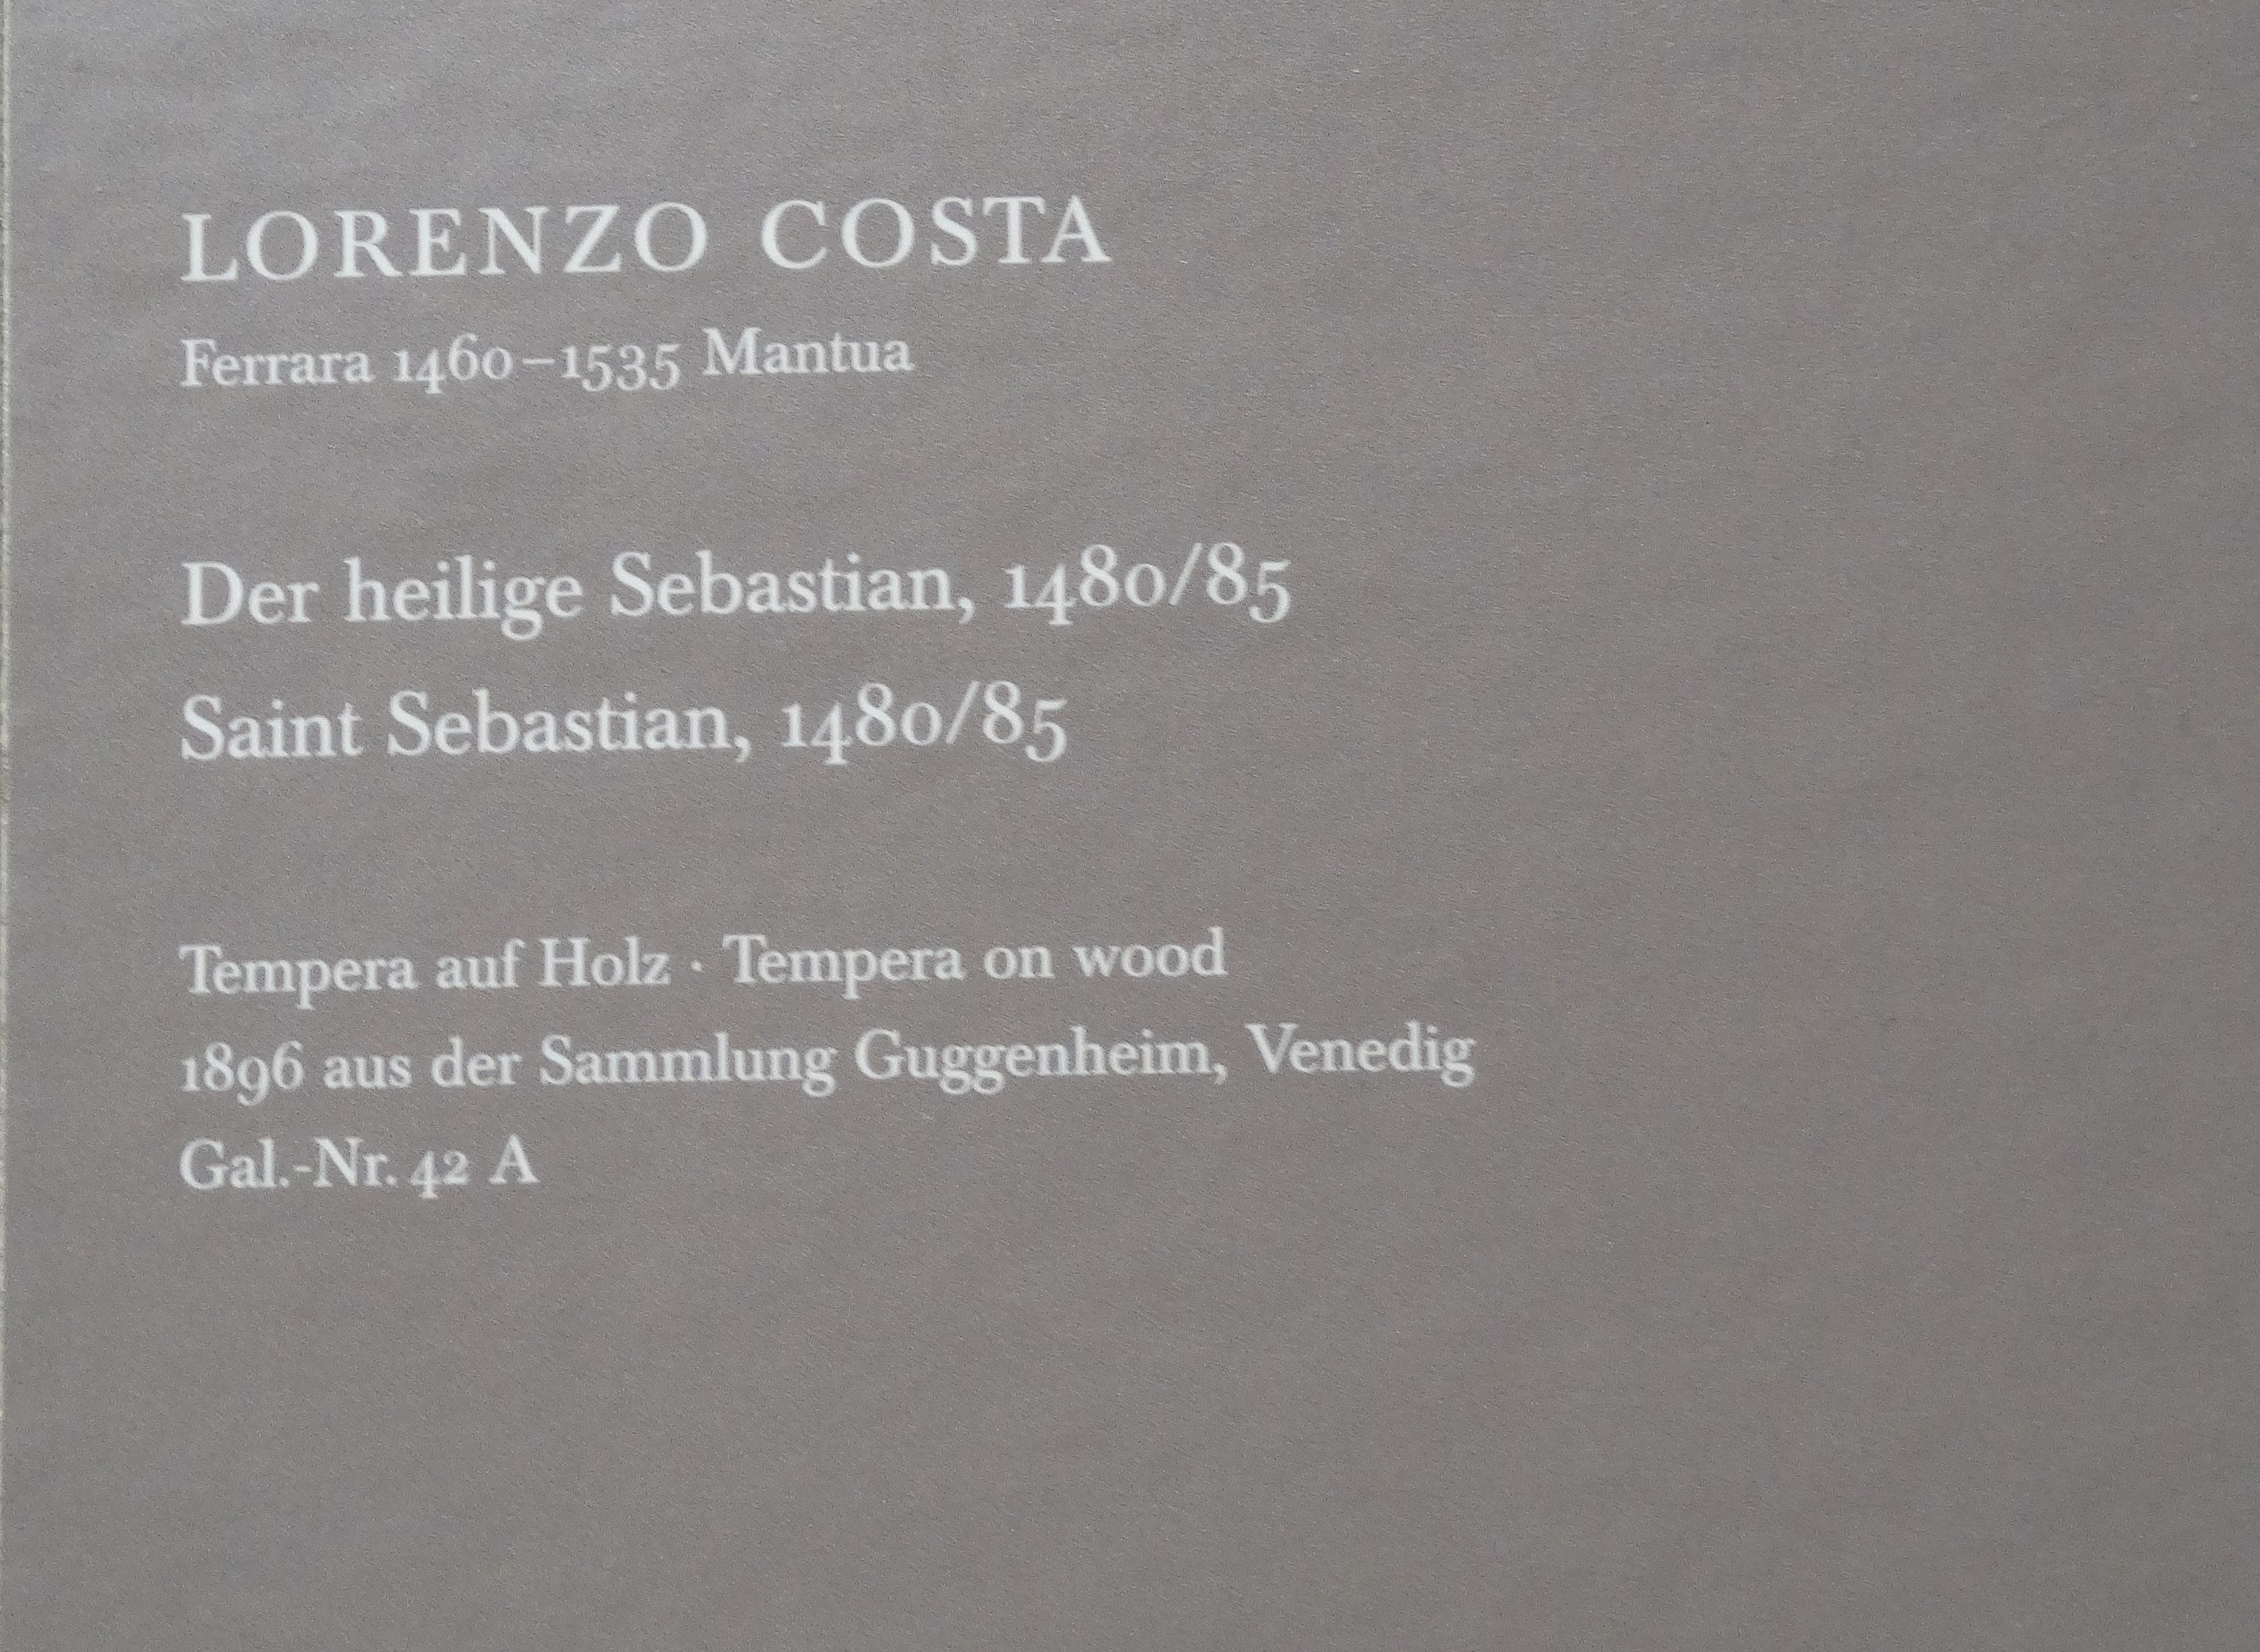 LORENZO COSTA
Ferrara 1460–1535 Mantua
Der heilige Sebastian, 1480/85
Saint Sebastian, 1480/85
Tempera auf Holz · Tempera on wood
1896 aus der Sammlung Guggenheim, Venedig
Gal.-Nr. 42 A